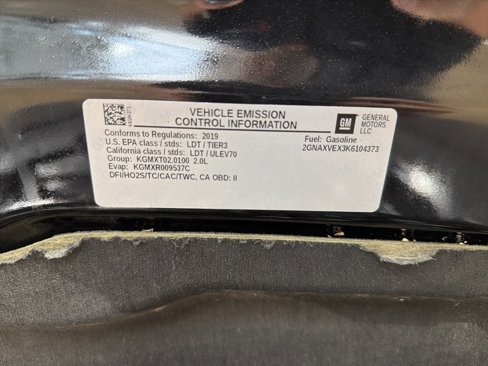 VEHICLE EMISSION
CONTROL INFORMATION
GM
GENERAL
MOTORS
LLC
Conforms to Regulations: 2019
U.S. EPA class / stds: LDT / TIER3
California class / stds: LDT / ULEV70
Group: KGMXT02.0100 2.0L
Evap: KGMXR009537C
DFI/HO2S/TC/CAC/TWC, CA OBD: II
Fuel: Gasoline
2GNAXVEX3K6104373